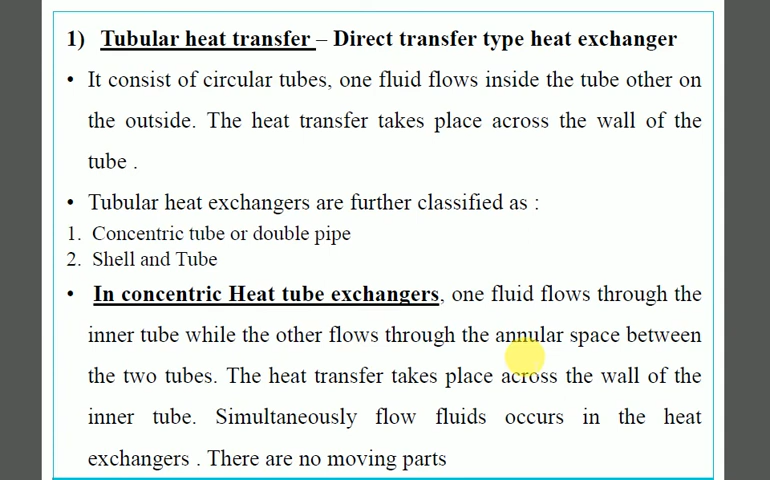 1) Tubular heat transfer – Direct transfer type heat exchanger
• It consist of circular tubes, one fluid flows inside the tube other on
the outside. The heat transfer takes place across the wall of the
tube .
• Tubular heat exchangers are further classified as :
1. Concentric tube or double pipe
2. Shell and Tube
• In concentric Heat tube exchangers, one fluid flows through the
inner tube while the other flows through the annular space between
the two tubes. The heat transfer takes place across the wall of the
inner tube. Simultaneously flow fluids occurs in the heat
exchangers . There are no moving parts